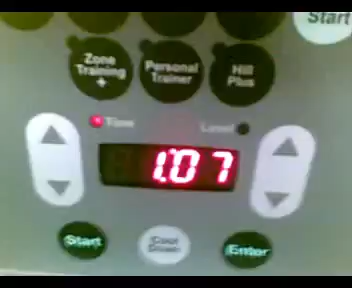 Start
Zone
Training
+
Personal
Trainer
Hill
Plus
Time
Level
1:07
Start
Cool
Down
Enter